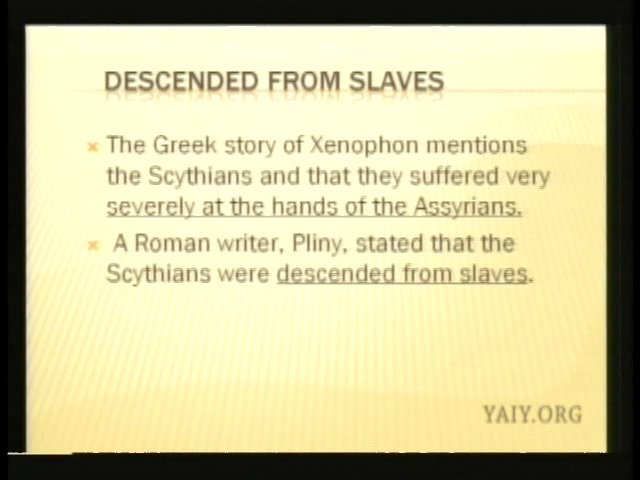 DESCENDED FROM SLAVES
The Greek story of Xenophon mentions
the Scythians and that they suffered very
severely at the hands of the Assyrians.
A Roman writer, Pliny, stated that the
Scythians were descended from slaves.
YAIY.ORG